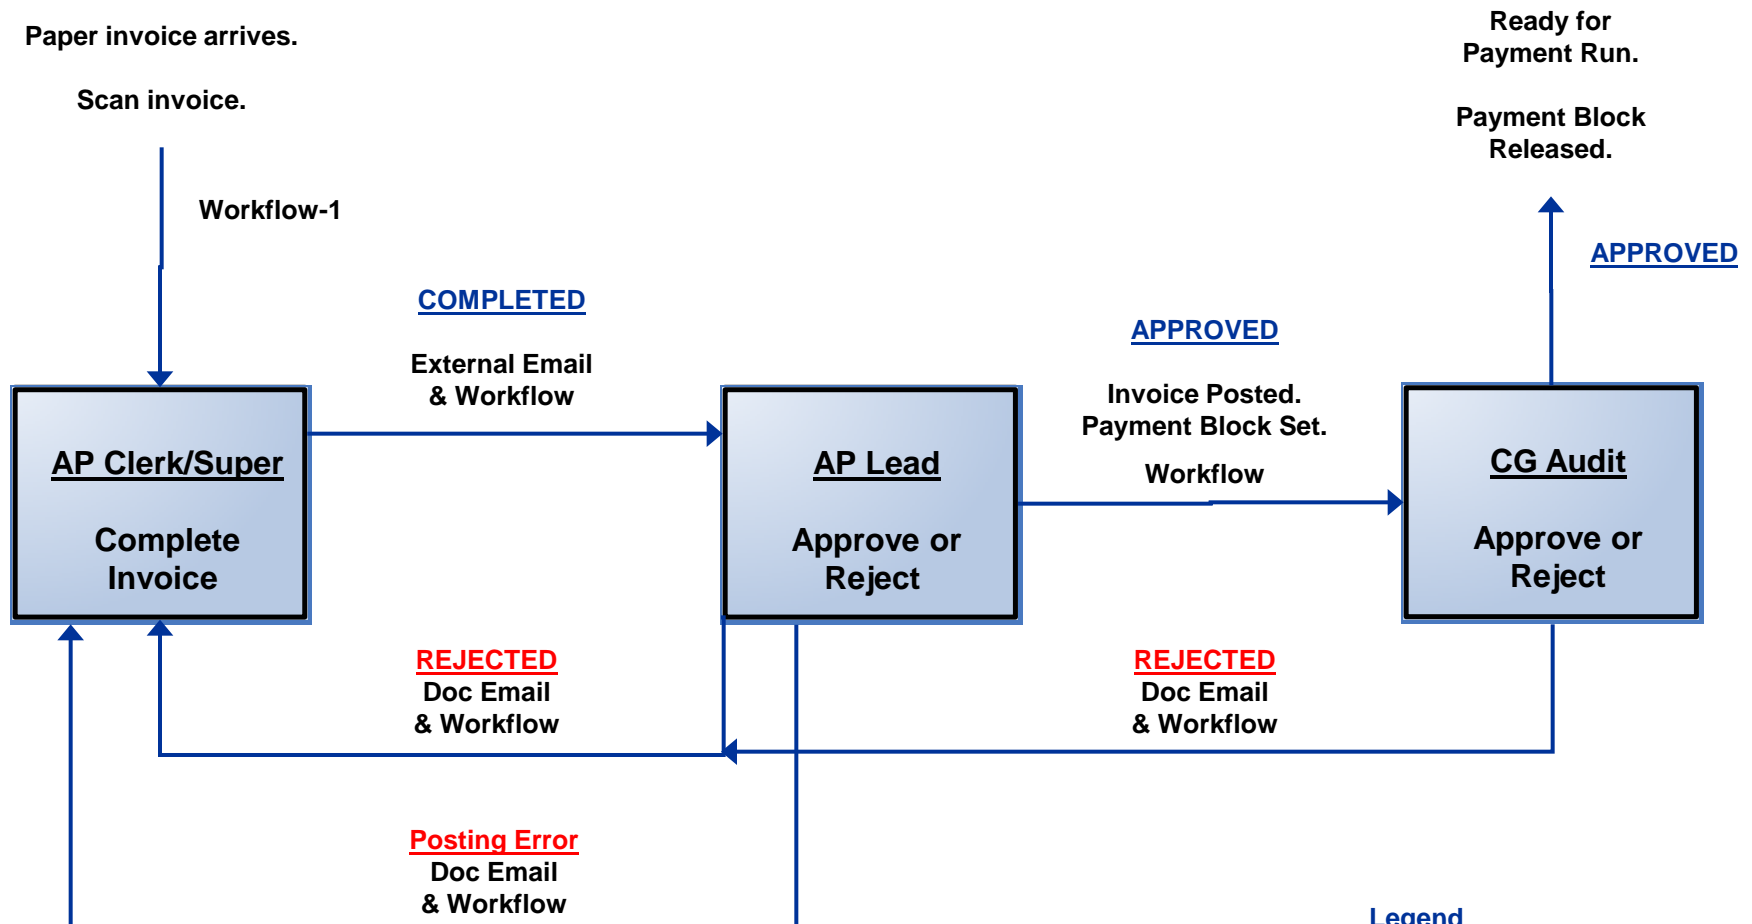 Paper invoice arrives.
Scan invoice.
Ready for
Payment Run.
Payment Block
Released.
Workflow-1
APPROVED
COMPLETED
External Email
& Workflow
APPROVED
Invoice Posted.
Payment Block Set.
Workflow
AP Clerk/Super
Complete
Invoice
AP Lead
Approve or
Reject
CG Audit
Approve or
Reject
REJECTED
Doc Email
& Workflow
REJECTED
Doc Email
& Workflow
Posting Error
Doc Email
& Workflow
Legend